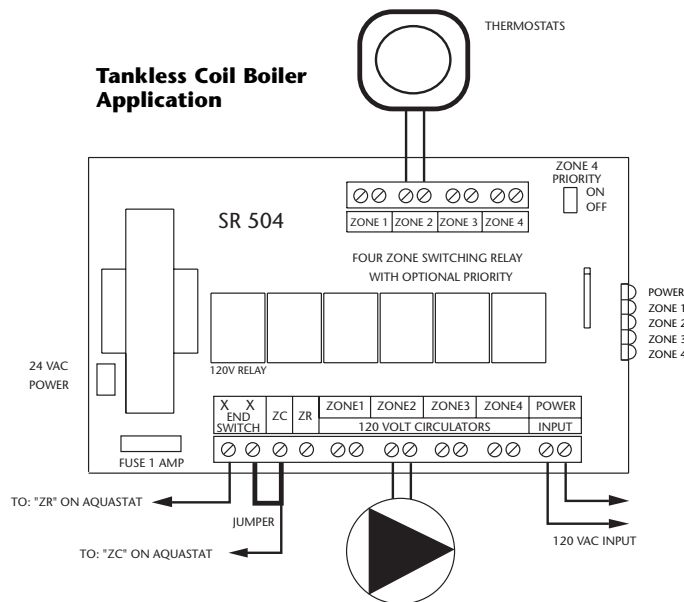 THERMOSTATS
Tankless Coil Boiler
Application
ZONE 4
PRIORITY
ON
OFF
SR 504
ZONE 1 ZONE 2 ZONE 3 ZONE 4
FOUR ZONE SWITCHING RELAY
WITH OPTIONAL PRIORITY
POWER
ZONE 1
ZONE 2
ZONE 3
ZONE 4
24 VAC
POWER
120V RELAY
X X
END
SWITCH
ZC
ZR
ZONE1 ZONE2 ZONE3 ZONE4
120 VOLT CIRCULATORS
POWER
INPUT
FUSE 1 AMP
TO: "ZR" ON AQUASTAT
JUMPER
TO: "ZC" ON AQUASTAT
120 VAC INPUT